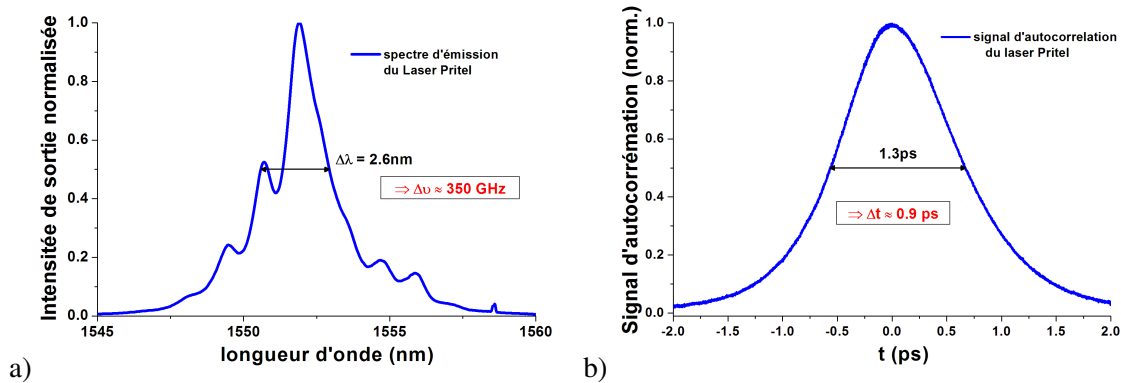 Intensitée de sortie normalisée
1.0
0.8
0.6
0.4
0.2
0.0
spectre d'émission
du Laser Pritel
Δλ = 2.6nm
⇒ Δυ ≈ 350 GHz
1545
1550
1555
1560
longueur d'onde (nm)
a)
Signal d'autocorrémation (norm.)
1.0
0.8
0.6
0.4
0.2
0.0
signal d'autocorrelation
du laser Pritel
1.3ps
⇒ Δt ≈ 0.9 ps
-2.0
-1.5
-1.0
-0.5
0.0
0.5
1.0
1.5
2.0
t (ps)
b)